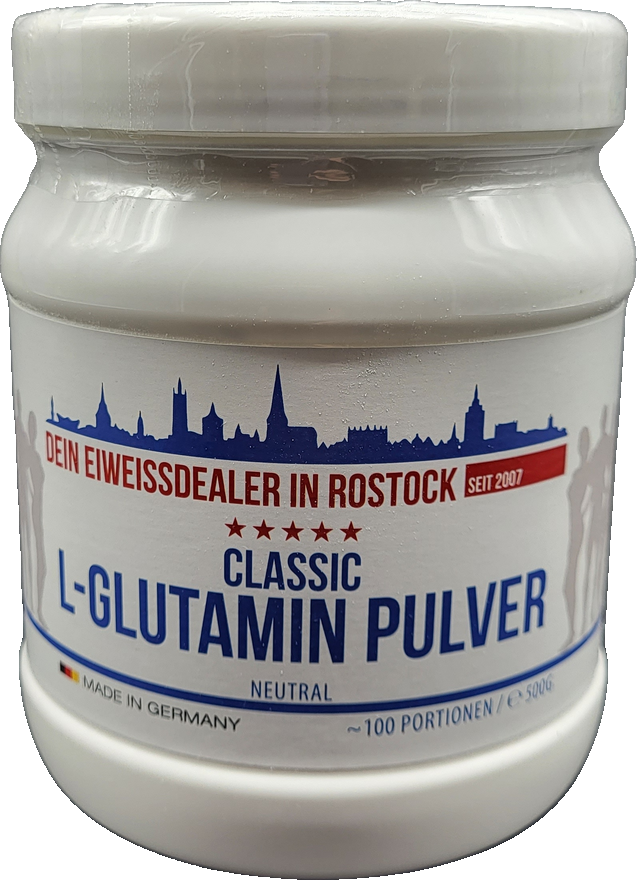 DEIN EIWEISSDEALER IN ROSTOCK SEIT 2007
CLASSIC
L-GLUTAMIN PULVER
NEUTRAL
MADE IN GERMANY
~100 PORTIONEN / ℮ 500G